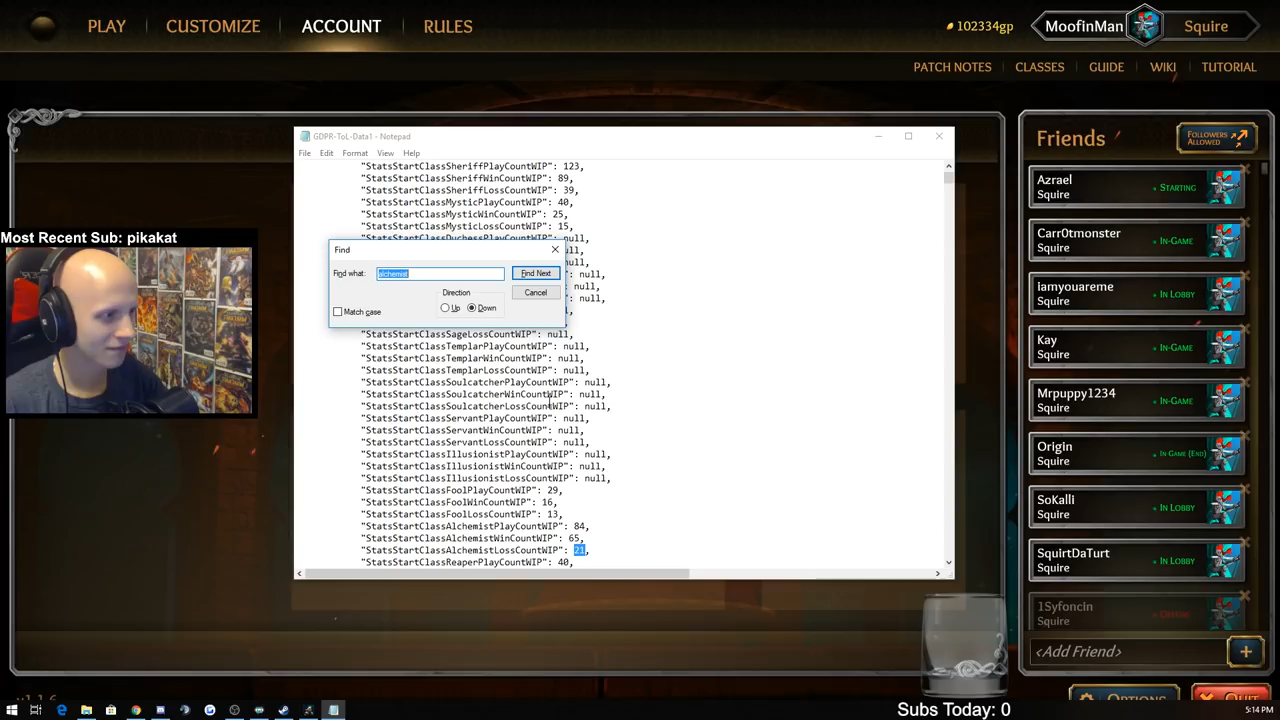 PLAY
CUSTOMIZE
ACCOUNT
RULES
102334gp
MoofinMan
Squire
PATCH NOTES
CLASSES
GUIDE
WIKI
TUTORIAL
GDPR-ToL-Data1 - Notepad
File Edit Format View Help
"StatsStartClassSheriffPlayCountWIP": 123,
"StatsStartClassSheriffWinCountWIP": 89,
"StatsStartClassSheriffLossCountWIP": 39,
"StatsStartClassMysticPlayCountWIP": 40,
"StatsStartClassMysticWinCountWIP": 25,
"StatsStartClassMysticLossCountWIP": 15,
"StatsStartClassDuchessPlayCountWIP": null,
Find
Find what:
alchemist
Find Next
Cancel
Direction
Up
Down
Match case
"StatsStartClassSageLossCountWIP": null,
"StatsStartClassTemplarPlayCountWIP": null,
"StatsStartClassTemplarWinCountWIP": null,
"StatsStartClassTemplarLossCountWIP": null,
"StatsStartClassSoulcatcherPlayCountWIP": null,
"StatsStartClassSoulcatcherWinCountWIP": null,
"StatsStartClassSoulcatcherLossCountWIP": null,
"StatsStartClassServantPlayCountWIP": null,
"StatsStartClassServantWinCountWIP": null,
"StatsStartClassServantLossCountWIP": null,
"StatsStartClassIllusionistPlayCountWIP": null,
"StatsStartClassIllusionistWinCountWIP": null,
"StatsStartClassIllusionistLossCountWIP": null,
"StatsStartClassFoolPlayCountWIP": 29,
"StatsStartClassFoolWinCountWIP": 16,
"StatsStartClassFoolLossCountWIP": 13,
"StatsStartClassAlchemistPlayCountWIP": 84,
"StatsStartClassAlchemistWinCountWIP": 65,
"StatsStartClassAlchemistLossCountWIP": 21,
"StatsStartClassReaperPlayCountWIP": 40,
Most Recent Sub: pikakat
Friends
FOLLOWERS
ALLOWED
Azrael
Squire
STARTING
Carr0tmonster
Squire
IN-GAME
iamyouareme
Squire
IN LOBBY
Kay
Squire
IN-GAME
Mrpuppy1234
Squire
IN-GAME
Origin
Squire
IN GAME (END)
SoKalli
Squire
IN LOBBY
SquirtDaTurt
Squire
IN LOBBY
1Syfoncin
Squire
<Add Friend>
OPTIONS
QUIT
Subs Today: 0
5:14 PM